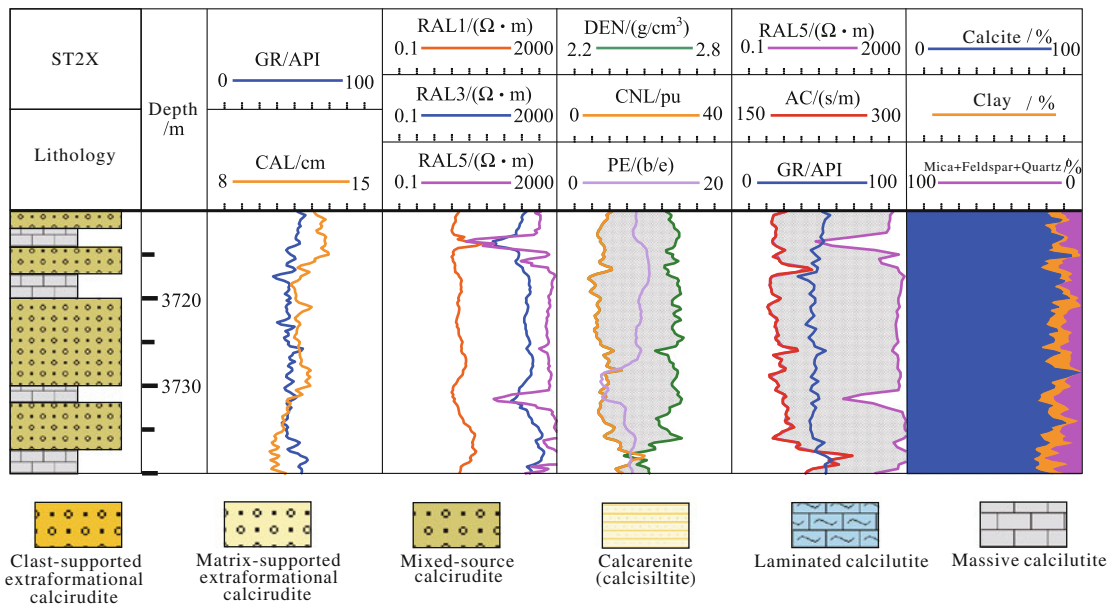 ST2X
Lithology
Depth
/m
GR/API
0 100
CAL/cm
8 15
RAL1/(Ω · m)
0.1 2000
RAL3/(Ω · m)
0.1 2000
RAL5/(Ω · m)
0.1 2000
DEN/(g/cm³)
2.2 2.8
CNL/pu
0 40
PE/(b/e)
0 20
RAL5/(Ω · m)
0.1 2000
AC/(s/m)
150 300
GR/API
0 100
Calcite /%
0 100
Clay /%
Mica+Feldspar+Quartz /%
100 0
3720
3730
Clast-supported
extraformational
calcirudite
Matrix-supported
extraformational
calcirudite
Mixed-source
calcirudite
Calcarenite
(calcisiltite)
Laminated calcilutite
Massive calcilutite